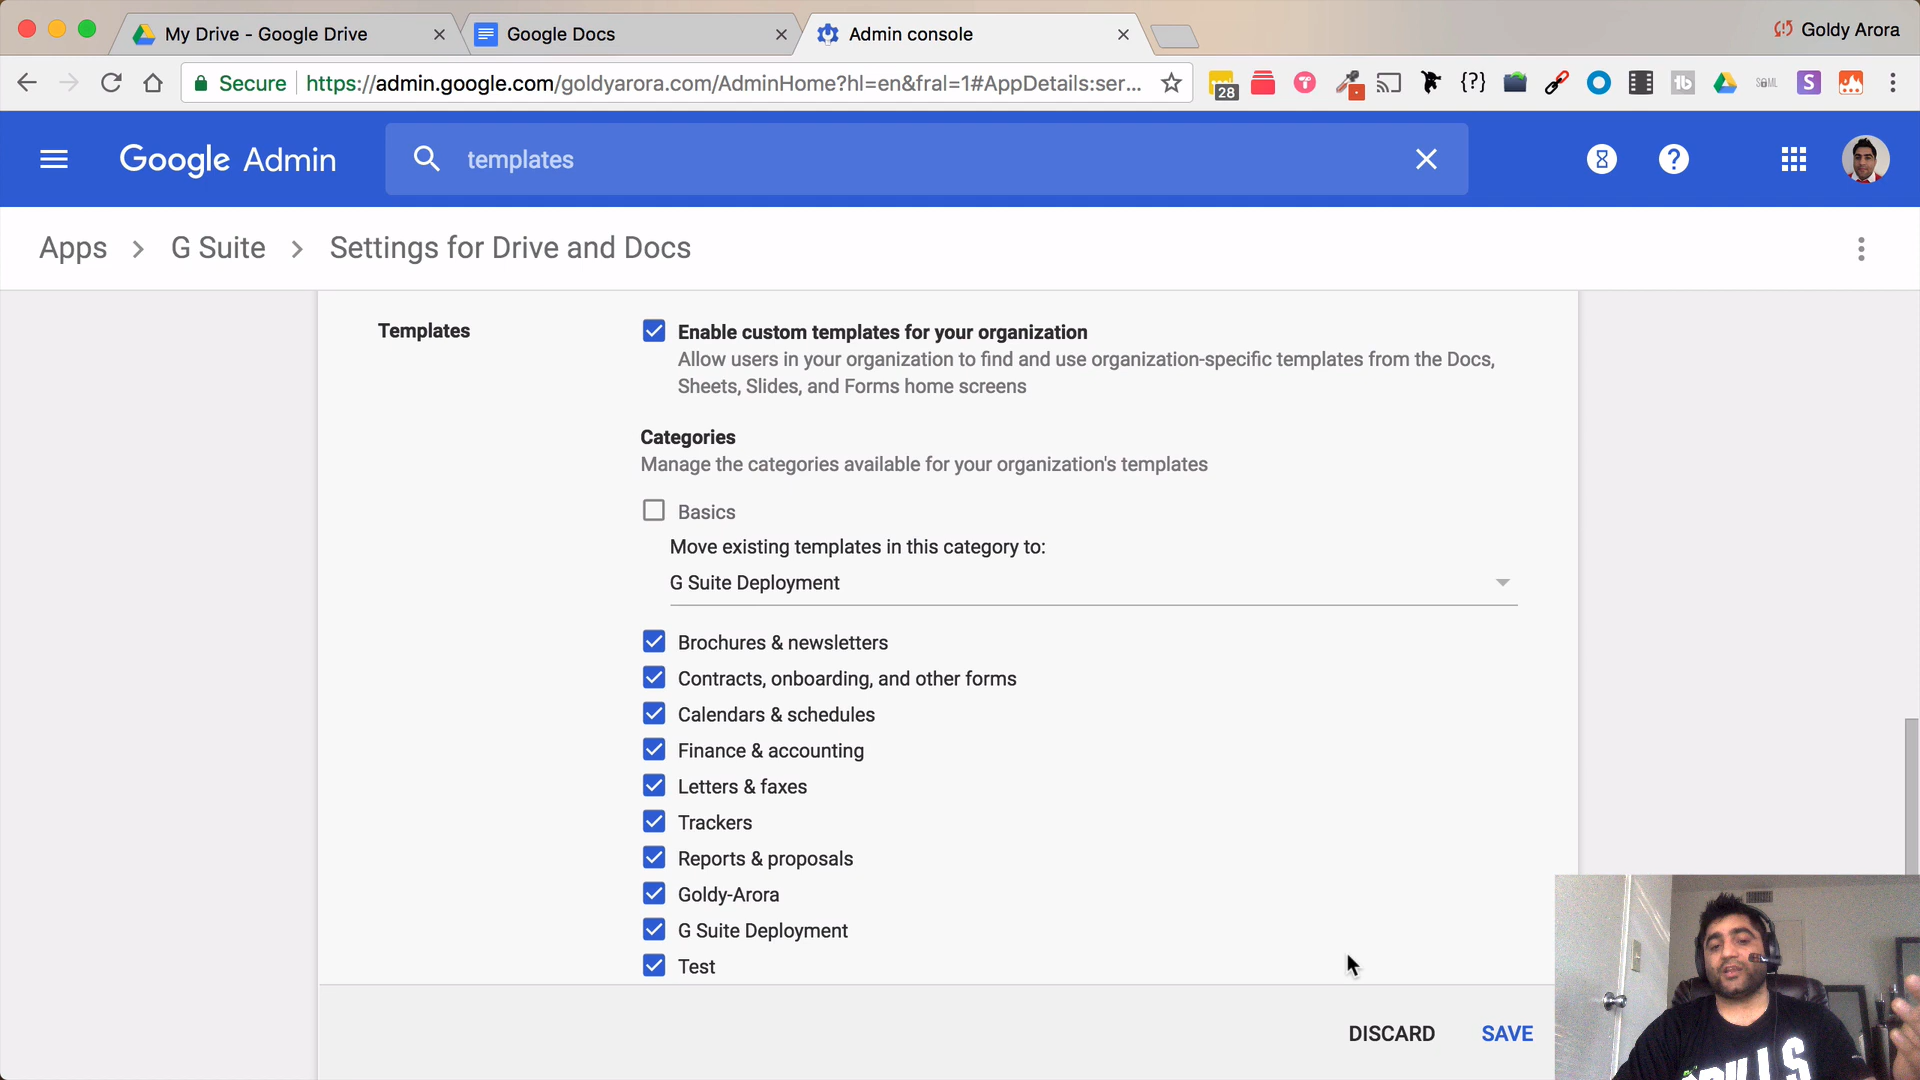 My Drive - Google Drive
Google Docs
Admin console
Goldy Arora
Secure
https://admin.google.com/goldyarora.com/AdminHome?hl=en&fral=1#AppDetails:ser...
28
{?}
SAML
S
Google Admin
templates
Apps > G Suite > Settings for Drive and Docs
Templates
Enable custom templates for your organization
Allow users in your organization to find and use organization-specific templates from the Docs,
Sheets, Slides, and Forms home screens
Categories
Manage the categories available for your organization's templates
Basics
Move existing templates in this category to:
G Suite Deployment
Brochures & newsletters
Contracts, onboarding, and other forms
Calendars & schedules
Finance & accounting
Letters & faxes
Trackers
Reports & proposals
Goldy-Arora
G Suite Deployment
Test
DISCARD
SAVE